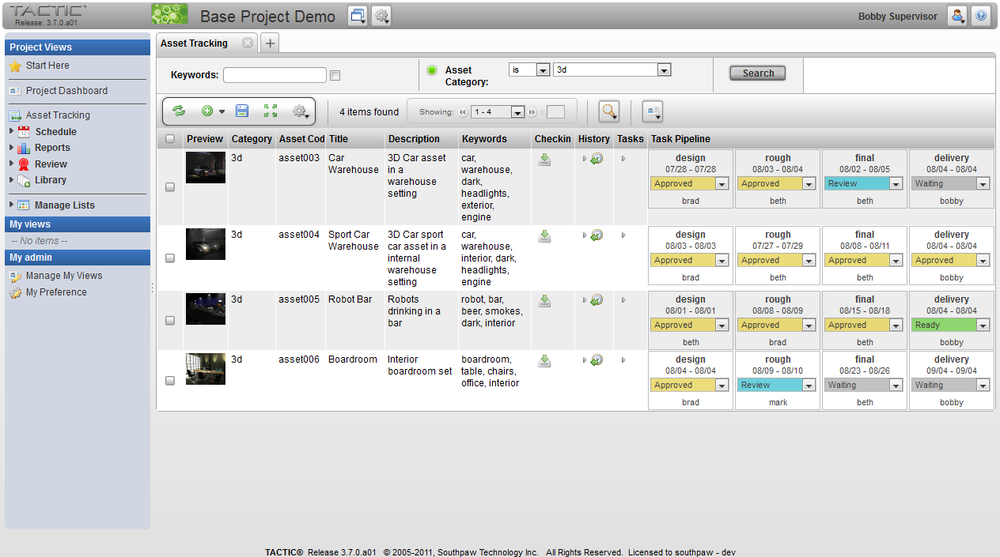 TACTIC
Release: 3.7.0.a01
Base Project Demo
Bobby Supervisor
Project Views
Start Here
Project Dashboard
Asset Tracking
Schedule
Reports
Review
Library
Manage Lists
My views
-- No items --
My admin
Manage My Views
My Preference
Asset Tracking
Keywords:
Asset
Category:
is
3d
Search
4 items found
Showing:
1 - 4
Preview Category Asset Cod Title Description Keywords Checkin History Tasks Task Pipeline
3d
asset003
Car
Warehouse
3D Car asset
in a
warehouse
setting
car,
warehouse,
dark,
headlights,
exterior,
engine
design
07/28 - 07/28
Approved
brad
rough
08/03 - 08/04
Approved
beth
final
08/02 - 08/05
Review
beth
delivery
08/04 - 08/04
Waiting
bobby
3d
asset004
Sport Car
Warehouse
3D Car sport
car asset in a
internal
warehouse
setting
car,
warehouse,
interior, dark,
headlights,
engine
design
08/03 - 08/03
Approved
brad
rough
07/27 - 07/29
Approved
beth
final
08/08 - 08/11
Approved
beth
delivery
08/04 - 08/04
Approved
bobby
3d
asset005
Robot Bar
Robots
drinking in a
bar
robot, bar,
beer, smokes,
dark, interior
design
08/01 - 08/01
Approved
beth
rough
08/08 - 08/09
Approved
brad
final
08/15 - 08/18
Approved
beth
delivery
08/04 - 08/04
Ready
bobby
3d
asset006
Boardroom
Interior
boardroom set
boardroom,
table, chairs,
office, interior
design
08/04 - 08/04
Approved
brad
rough
08/09 - 08/10
Review
mark
final
08/23 - 08/26
Waiting
beth
delivery
09/04 - 09/04
Waiting
bobby
TACTIC® Release 3.7.0.a01 © 2005-2011, Southpaw Technology Inc. All Rights Reserved. Licensed to southpaw - dev